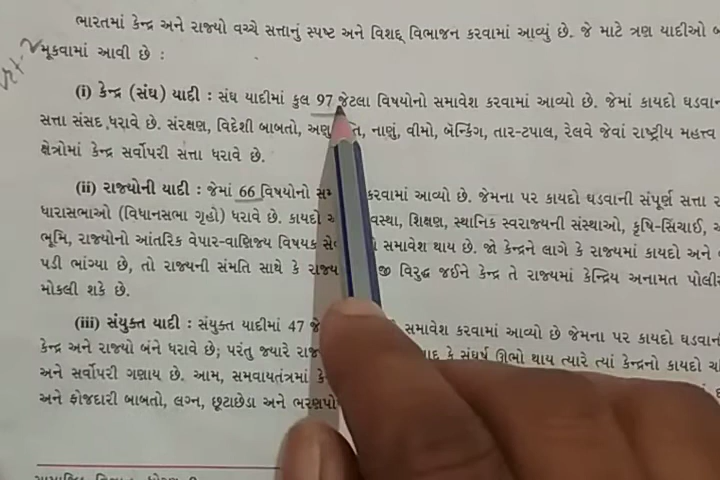 ભારતમાં કેન્દ્ર અને રાજ્યો વચ્ચે સત્તાનું સ્પષ્ટ અને વિશદ્ વિભાજન કરવામાં આવ્યું છે. જે માટે ત્રણ યાદીઓ
મૂકવામાં આવી છે :
(i) કેન્દ્ર (સંઘ) યાદી : સંઘ યાદીમાં કુલ 97 જેટલા વિષયોનો સમાવેશ કરવામાં આવ્યો છે. જેમાં કાયદો ઘડવાન
સત્તા સંસદ ધરાવે છે. સંરક્ષણ, વિદેશી બાબતો, નાણું, વીમો, બૅન્કિંગ, તાર-ટપાલ, રેલવે જેવાં રાષ્ટ્રીય મહત્ત્વ
ક્ષેત્રોમાં કેન્દ્ર સર્વોપરી સત્તા ધરાવે છે.
(ii) રાજ્યોની યાદી : જેમાં 66 વિષયોનો કરવામાં આવ્યો છે. જેમના પર કાયદો ઘડવાની સંપૂર્ણ સત્તા
ધારાસભાઓ (વિધાનસભા ગૃહો) ધરાવે છે. કાયદો શિક્ષણ, સ્થાનિક સ્વરાજ્યની સંસ્થાઓ, કૃષિ-સિંચાઈ,
ભૂમિ, રાજ્યોનો આંતરિક વેપાર-વાણિજ્ય વિષયક સમાવેશ થાય છે. જો કેન્દ્રને લાગે કે રાજ્યમાં કાયદો અને
પડી ભાંગ્યા છે, તો રાજ્યની સંમતિ સાથે કે વિરુદ્ધ જઈને કેન્દ્ર તે રાજ્યમાં કેન્દ્રિય અનામત
મોકલી શકે છે.
(iii) સંયુક્ત યાદી : સંયુક્ત યાદીમાં 47 સમાવેશ કરવામાં આવ્યો છે જેમના પર કાયદો
કેન્દ્ર અને રાજ્યો બંને ધરાવે છે; પરંતુ જ્યારે કે સંઘર્ષ ઊભો થાય ત્યારે ત્યાં કેન્દ્રનો કાયદો
અને સર્વોપરી ગણાય છે. આમ, સમવાયતંત્રમાં
અને ફોજદારી બાબતો, લગ્ન, છૂટાછેડા અને